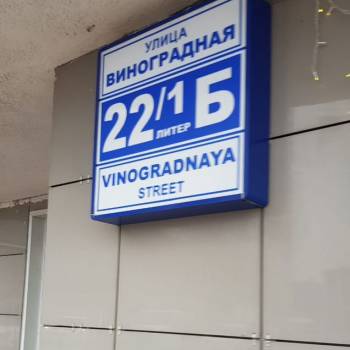 УЛИЦА
ВИНОГРАДНАЯ
22/1 Б
ЛИТЕР
VINOGRADNAYA
STREET